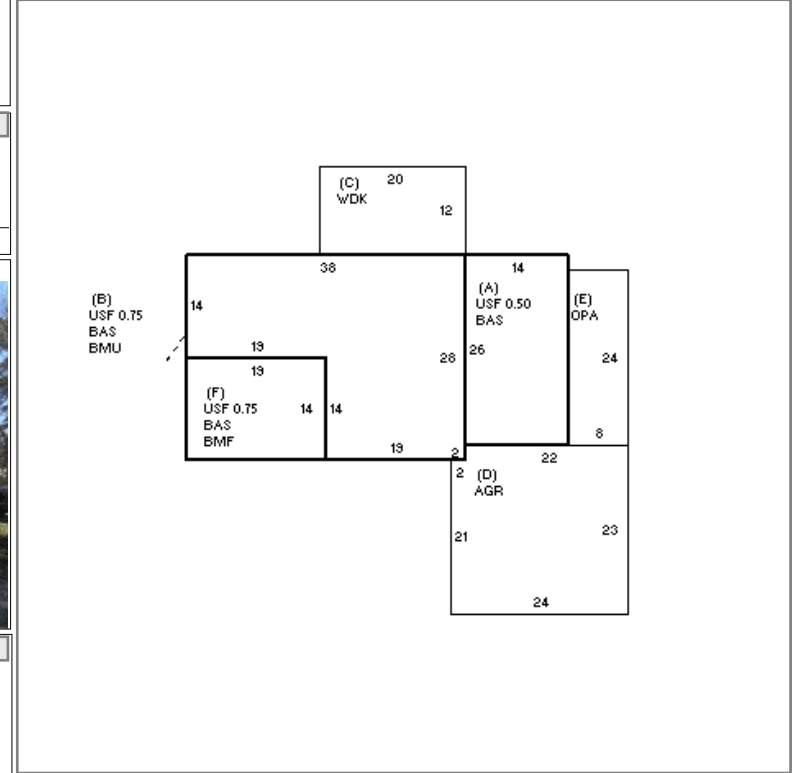 (C)
WDK
20
12
38
14
(B)
USF 0.75
BAS
BMU
14
(A)
USF 0.50
BAS
(E)
OPA
19
28
26
24
19
(F)
USF 0.75
BAS
BMF
14
14
19
2
8
22
2
(D)
AGR
21
23
24